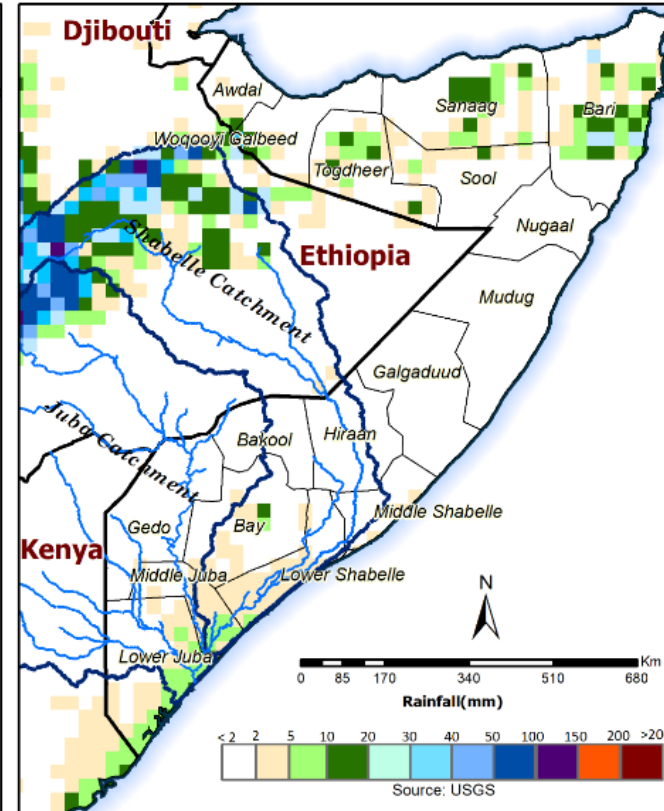 Djibouti
Awdal
Sanaag
Bari
Woqooyi Galbeed
Togdheer
Sool
Nugaal
Shabelle Catchment
Ethiopia
Mudug
Galgaduud
Juba Catchment
Bakool
Hiraan
Gedo
Bay
Middle Shabelle
Kenya
Middle Juba
Lower Shabelle
N
Lower Juba
Km
0 85 170 340 510 680
Rainfall(mm)
< 2 2 5 10 20 30 40 50 100 150 200 >20
Source: USGS